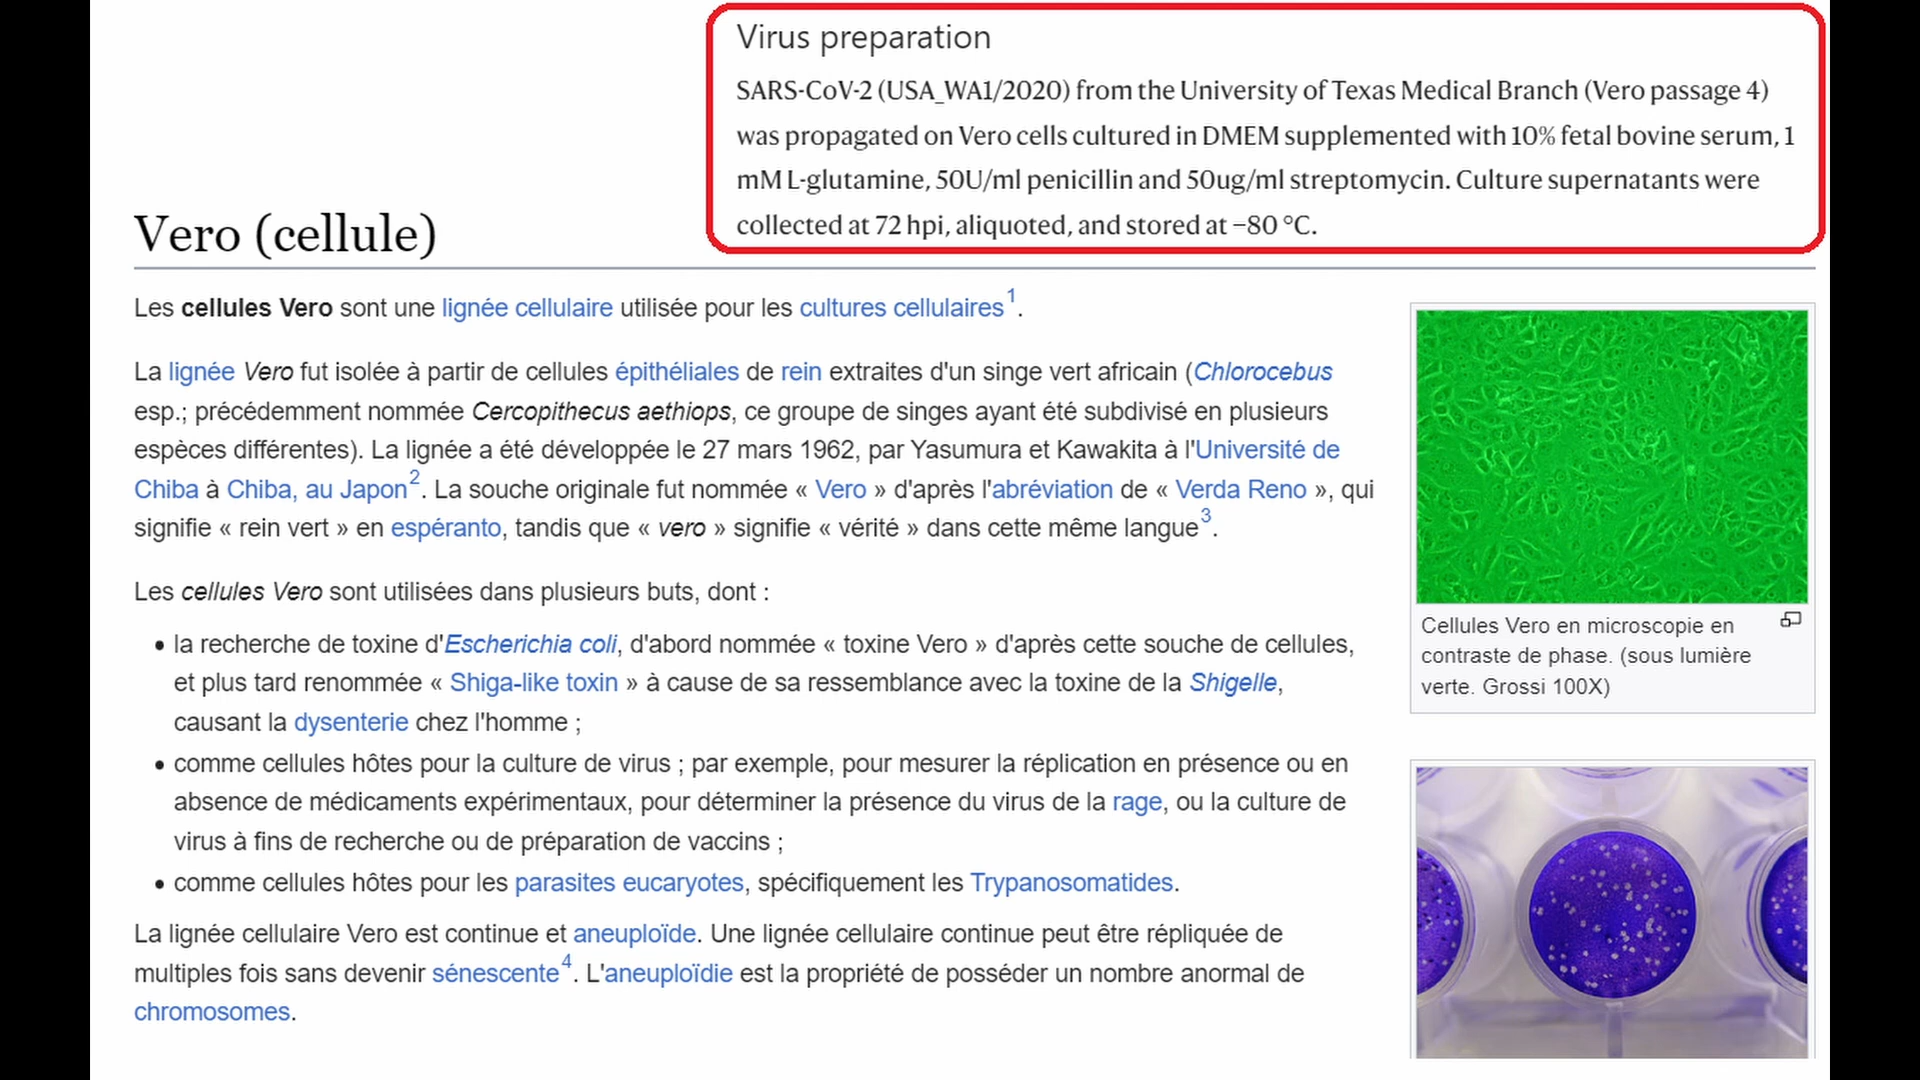 Virus preparation
SARS-CoV-2 (USA_WA1/2020) from the University of Texas Medical Branch (Vero passage 4)
was propagated on Vero cells cultured in DMEM supplemented with 10% fetal bovine serum, 1
mM L-glutamine, 50U/ml penicillin and 50ug/ml streptomycin. Culture supernatants were
collected at 72 hpi, aliquoted, and stored at −80 °C.
Vero (cellule)
Les cellules Vero sont une lignée cellulaire utilisée pour les cultures cellulaires1.
La lignée Vero fut isolée à partir de cellules épithéliales de rein extraites d'un singe vert africain (Chlorocebus
esp.; précédemment nommée Cercopithecus aethiops, ce groupe de singes ayant été subdivisé en plusieurs
espèces différentes). La lignée a été développée le 27 mars 1962, par Yasumura et Kawakita à l'Université de
Chiba à Chiba, au Japon2. La souche originale fut nommée « Vero » d'après l'abréviation de « Verda Reno », qui
signifie « rein vert » en espéranto, tandis que « vero » signifie « vérité » dans cette même langue3.
Les cellules Vero sont utilisées dans plusieurs buts, dont :
• la recherche de toxine d'Escherichia coli, d'abord nommée « toxine Vero » d'après cette souche de cellules,
et plus tard renommée « Shiga-like toxin » à cause de sa ressemblance avec la toxine de la Shigelle,
causant la dysenterie chez l'homme ;
• comme cellules hôtes pour la culture de virus ; par exemple, pour mesurer la réplication en présence ou en
absence de médicaments expérimentaux, pour déterminer la présence du virus de la rage, ou la culture de
virus à fins de recherche ou de préparation de vaccins ;
• comme cellules hôtes pour les parasites eucaryotes, spécifiquement les Trypanosomatides.
La lignée cellulaire Vero est continue et aneuploïde. Une lignée cellulaire continue peut être répliquée de
multiples fois sans devenir sénescente4. L'aneuploïdie est la propriété de posséder un nombre anormal de
chromosomes.
Cellules Vero en microscopie en
contraste de phase. (sous lumière
verte. Grossi 100X)